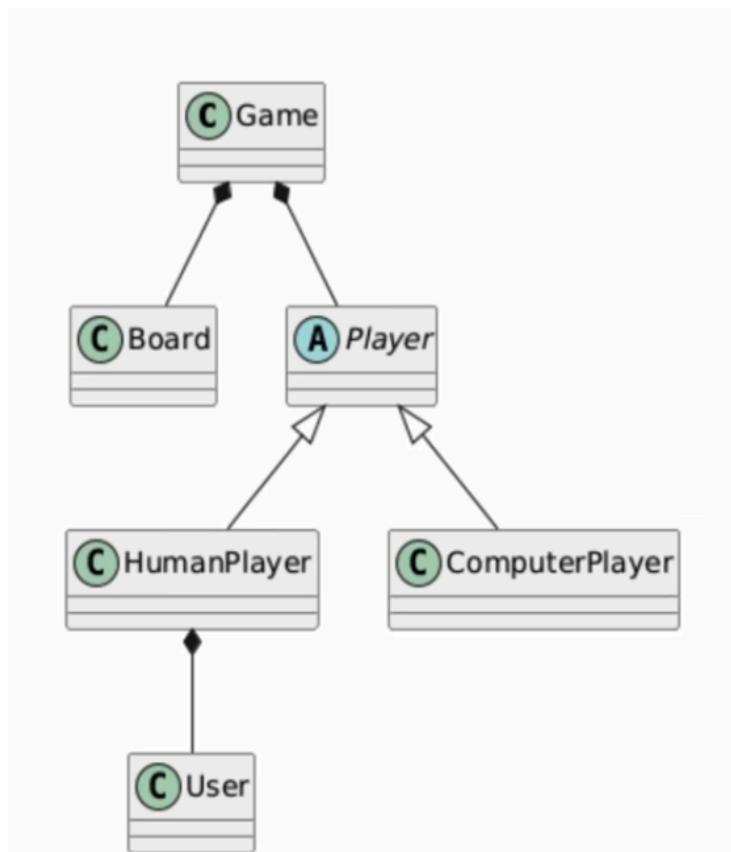 C Game
C Board
A Player
C HumanPlayer
C ComputerPlayer
C User